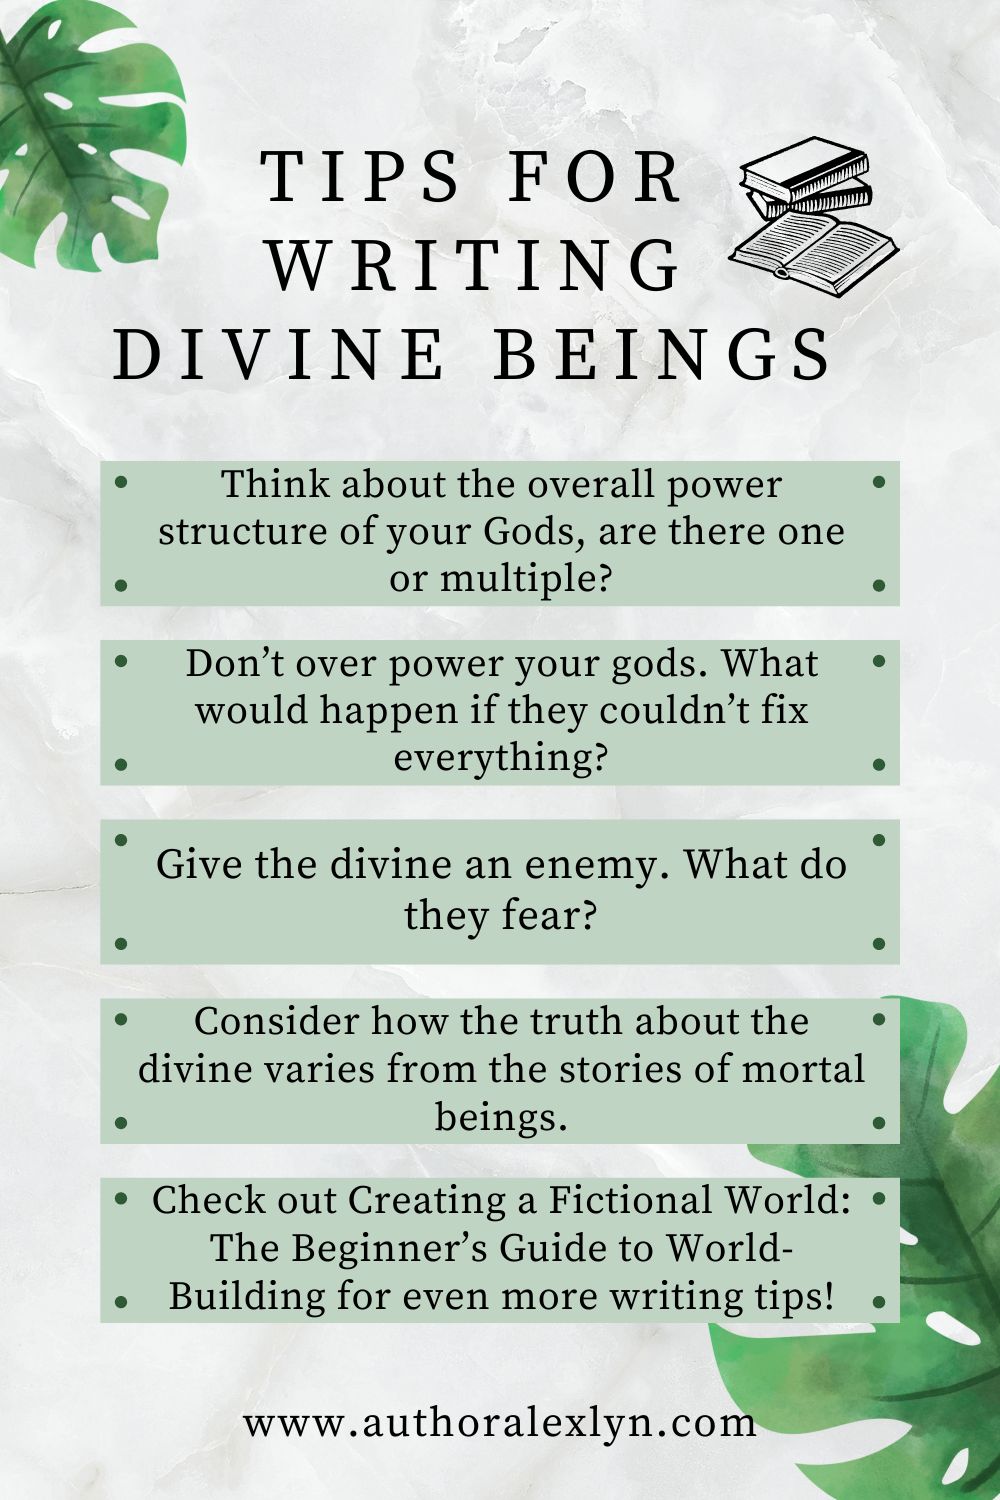 TIPS FOR
WRITING
DIVINE BEINGS
Think about the overall power
structure of your Gods, are there one
or multiple?
Don’t over power your gods. What
would happen if they couldn’t fix
everything?
Give the divine an enemy. What do
they fear?
Consider how the truth about the
divine varies from the stories of mortal
beings.
Check out Creating a Fictional World:
The Beginner’s Guide to World-
Building for even more writing tips!
www.authoralexlyn.com